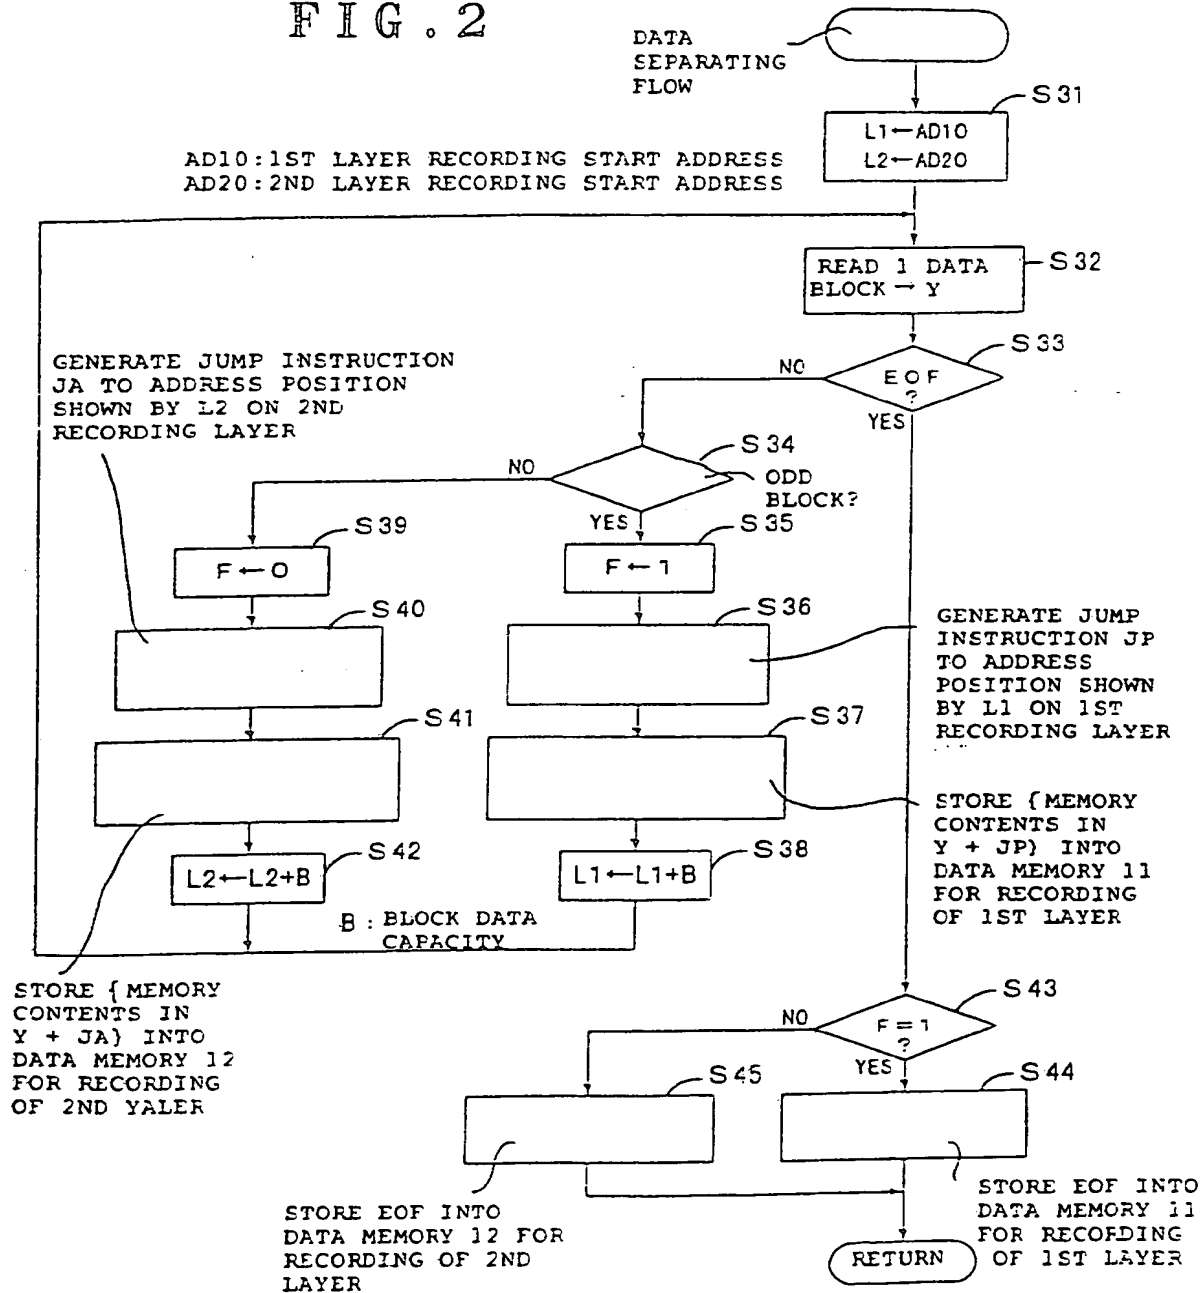 FIG.2
DATA
SEPARATING
FLOW
S31
L1←AD10
L2←AD20
AD10:1ST LAYER RECORDING START ADDRESS
AD20:2ND LAYER RECORDING START ADDRESS
S32
READ 1 DATA
BLOCK → Y
S33
EOF
?
NO
YES
GENERATE JUMP INSTRUCTION
JA TO ADDRESS POSITION
SHOWN BY L2 ON 2ND
RECORDING LAYER
S34
ODD
BLOCK?
NO
YES
S39
F←0
S35
F←1
S40
S36
GENERATE JUMP
INSTRUCTION JP
TO ADDRESS
POSITION SHOWN
BY L1 ON 1ST
RECORDING LAYER
S41
S37
STORE {MEMORY
CONTENTS IN
Y + JP} INTO
DATA MEMORY 11
FOR RECORDING
OF 1ST LAYER
S42
L2←L2+B
S38
L1←L1+B
B : BLOCK DATA
CAPACITY
STORE {MEMORY
CONTENTS IN
Y + JA} INTO
DATA MEMORY 12
FOR RECORDING
OF 2ND YALER
S43
F=1
?
NO
YES
S45
S44
STORE EOF INTO
DATA MEMORY 12 FOR
RECORDING OF 2ND
LAYER
STORE EOF INTO
DATA MEMORY 11
FOR RECORDING
OF 1ST LAYER
RETURN